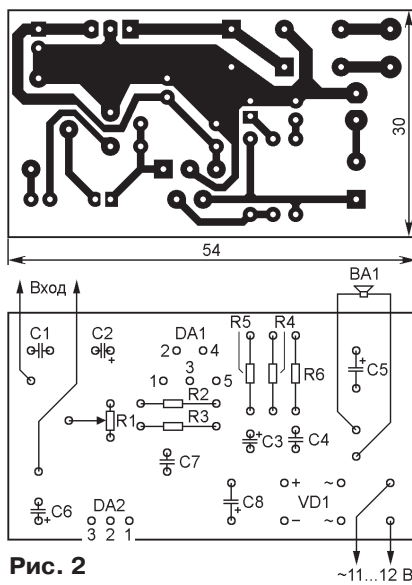 30
54
Вход
BA1
C1
C2
DA1
R5
R4
2
4
C5
3
R6
1
5
R2
R1
R3
C3
C4
C7
C6
DA2
C8
+
~
VD1
−
~
3 2 1
Рис. 2
~11...12 В